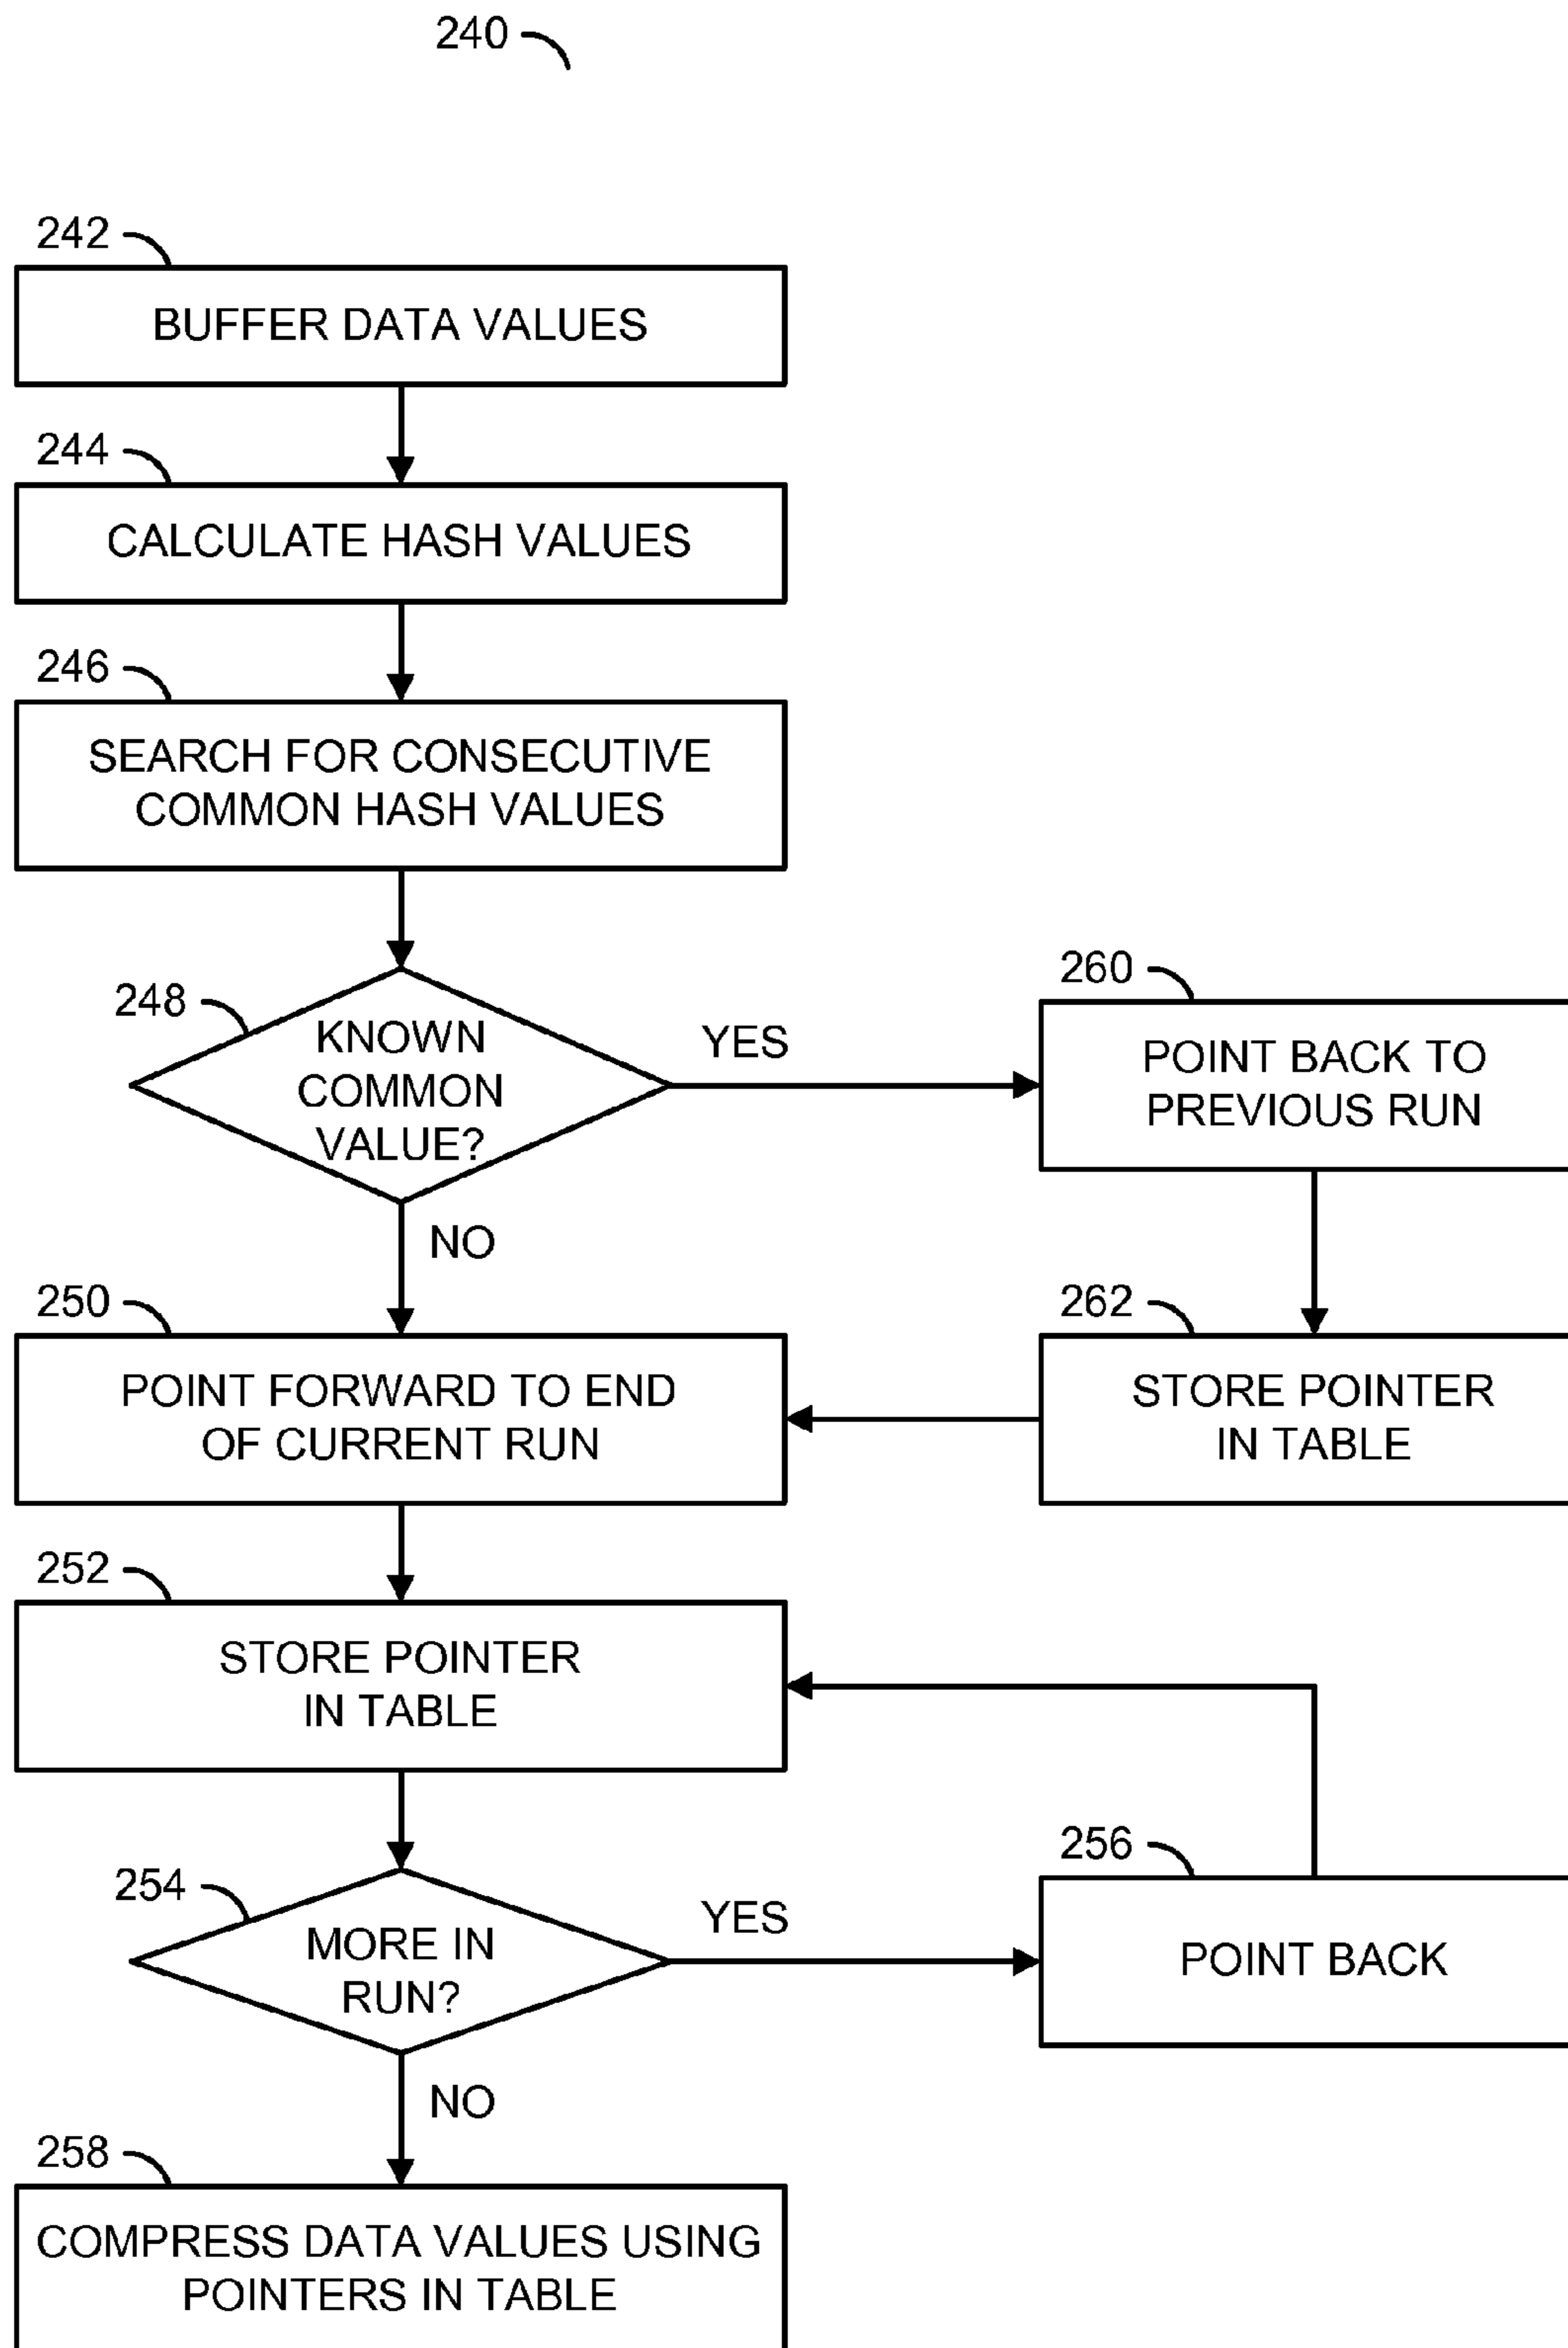 240
242
BUFFER DATA VALUES
244
CALCULATE HASH VALUES
246
SEARCH FOR CONSECUTIVE
COMMON HASH VALUES
248
KNOWN
COMMON
VALUE?
YES
NO
260
POINT BACK TO
PREVIOUS RUN
250
POINT FORWARD TO END
OF CURRENT RUN
262
STORE POINTER
IN TABLE
252
STORE POINTER
IN TABLE
254
MORE IN
RUN?
YES
NO
256
POINT BACK
258
COMPRESS DATA VALUES USING
POINTERS IN TABLE